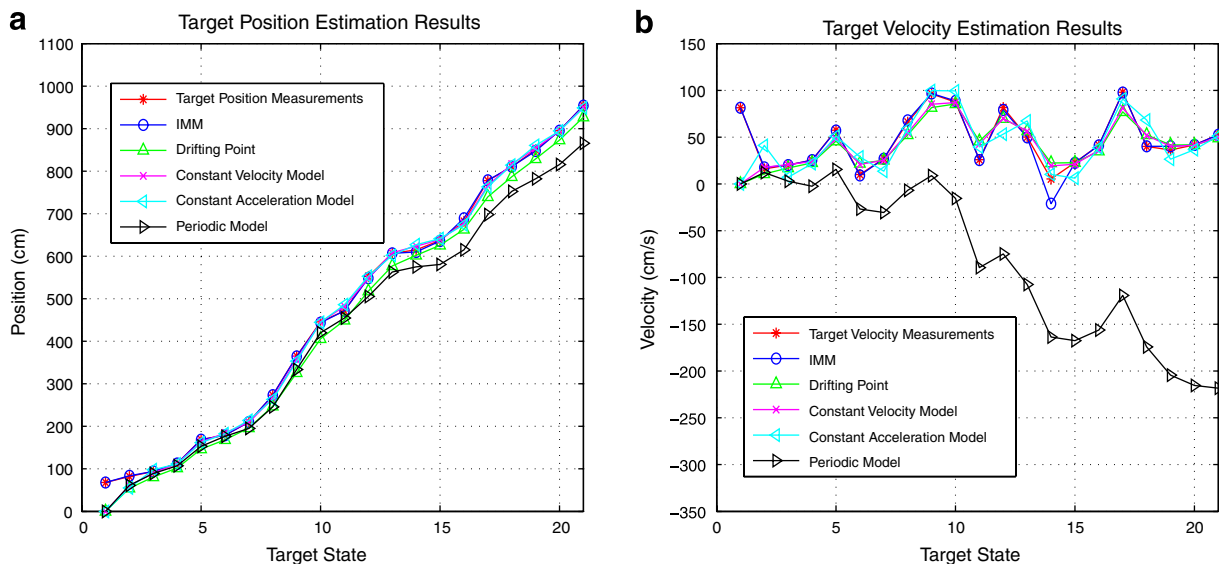 a
Target Position Estimation Results
1100
1000
900
800
700
600
500
400
300
200
100
0
Position (cm)
Target Position Measurements
IMM
Drifting Point
Constant Velocity Model
Constant Acceleration Model
Periodic Model
0
5
10
15
20
Target State
b
Target Velocity Estimation Results
150
100
50
0
−50
−100
−150
−200
−250
−300
−350
Velocity (cm/s)
Target Velocity Measurements
IMM
Drifting Point
Constant Velocity Model
Constant Acceleration Model
Periodic Model
0
5
10
15
20
Target State